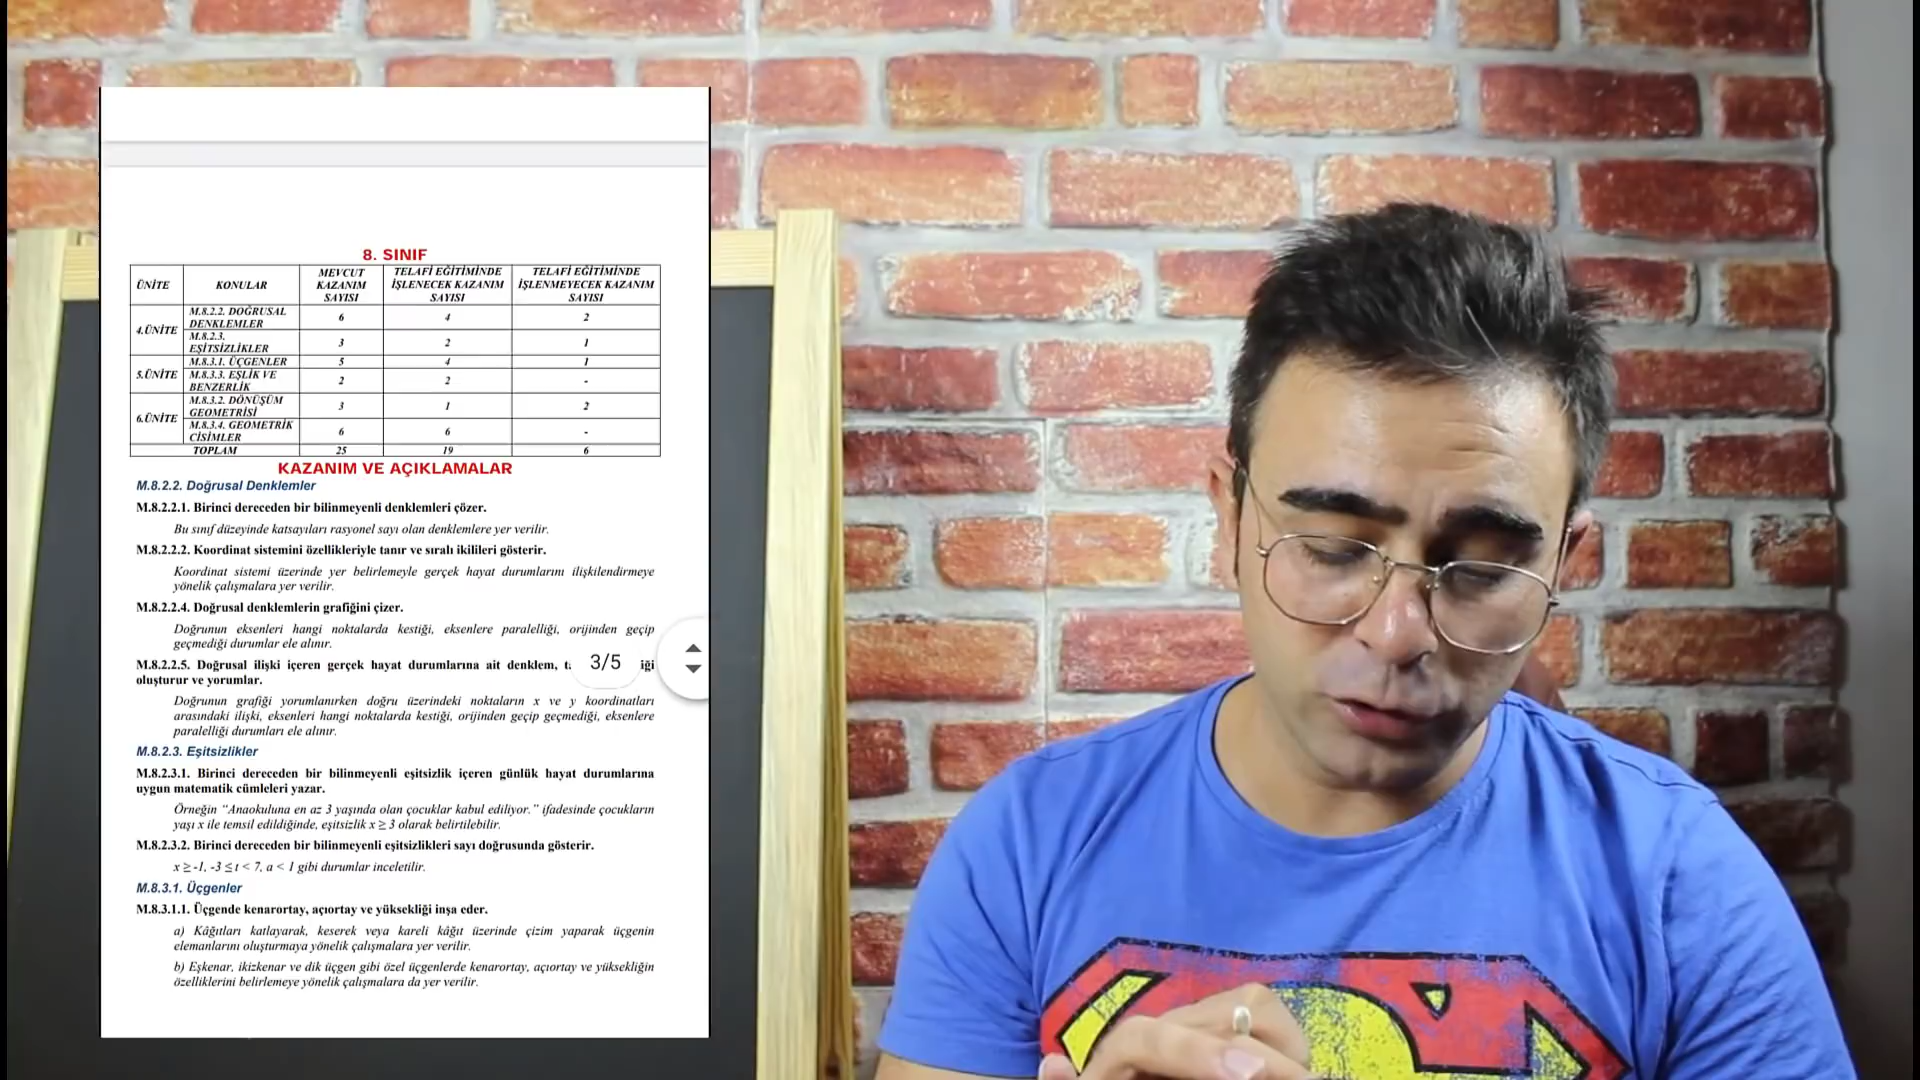 8. SINIF
ÜNİTE KONULAR MEVCUT KAZANIM SAYISI TELAFİ EĞİTİMİNDE İŞLENECEK KAZANIM SAYISI TELAFİ EĞİTİMİNDE İŞLENMEYECEK KAZANIM SAYISI
4.ÜNİTE M.8.2.2. DOĞRUSAL DENKLEMLER 6 4 2
M.8.2.3. EŞİTSİZLİKLER 3 2 1
5.ÜNİTE M.8.3.1. ÜÇGENLER 5 4 1
M.8.3.3. EŞLİK VE BENZERLİK 2 2 -
6.ÜNİTE M.8.3.2. DÖNÜŞÜM GEOMETRİSİ 3 1 2
M.8.3.4. GEOMETRİK CİSİMLER 6 6 -
TOPLAM 25 19 6
KAZANIM VE AÇIKLAMALAR
M.8.2.2. Doğrusal Denklemler
M.8.2.2.1. Birinci dereceden bir bilinmeyenli denklemleri çözer.
Bu sınıf düzeyinde katsayıları rasyonel sayı olan denklemlere yer verilir.
M.8.2.2.2. Koordinat sistemini özellikleriyle tanır ve sıralı ikilileri gösterir.
Koordinat sistemi üzerinde yer belirlemeyle gerçek hayat durumlarını ilişkilendirmeye
yönelik çalışmalara yer verilir.
M.8.2.2.4. Doğrusal denklemlerin grafiğini çizer.
Doğrunun eksenleri hangi noktalarda kestiği, eksenlere paralelliği, orijinden geçip
geçmediği durumlar ele alınır.
M.8.2.2.5. Doğrusal ilişki içeren gerçek hayat durumlarına ait denklem,
oluşturur ve yorumlar.
3/5
Doğrunun grafiği yorumlanırken doğru üzerindeki noktaların x ve y koordinatları
arasındaki ilişki, eksenleri hangi noktalarda kestiği, orijinden geçip geçmediği, eksenlere
paralelliği durumları ele alınır.
M.8.2.3. Eşitsizlikler
M.8.2.3.1. Birinci dereceden bir bilinmeyenli eşitsizlik içeren günlük hayat durumlarına
uygun matematik cümleleri yazar.
Örneğin “Anaokuluna en az 3 yaşında olan çocuklar kabul ediliyor.” ifadesinde çocukların
yaşı x ile temsil edildiğinde, eşitsizlik x ≥ 3 olarak belirtilebilir.
M.8.2.3.2. Birinci dereceden bir bilinmeyenli eşitsizlikleri sayı doğrusunda gösterir.
x ≥ -1, -3 ≤ t < 7, a < 1 gibi durumlar inceletilir.
M.8.3.1. Üçgenler
M.8.3.1.1. Üçgende kenarortay, açıortay ve yüksekliği inşa eder.
a) Kâğıtları katlayarak, keserek veya kareli kâğıt üzerinde çizim yaparak üçgenin
elemanlarını oluşturmaya yönelik çalışmalara yer verilir.
b) Eşkenar, ikizkenar ve dik üçgen gibi özel üçgenlerde kenarortay, açıortay ve yüksekliğin
özelliklerini belirlemeye yönelik çalışmalara da yer verilir.